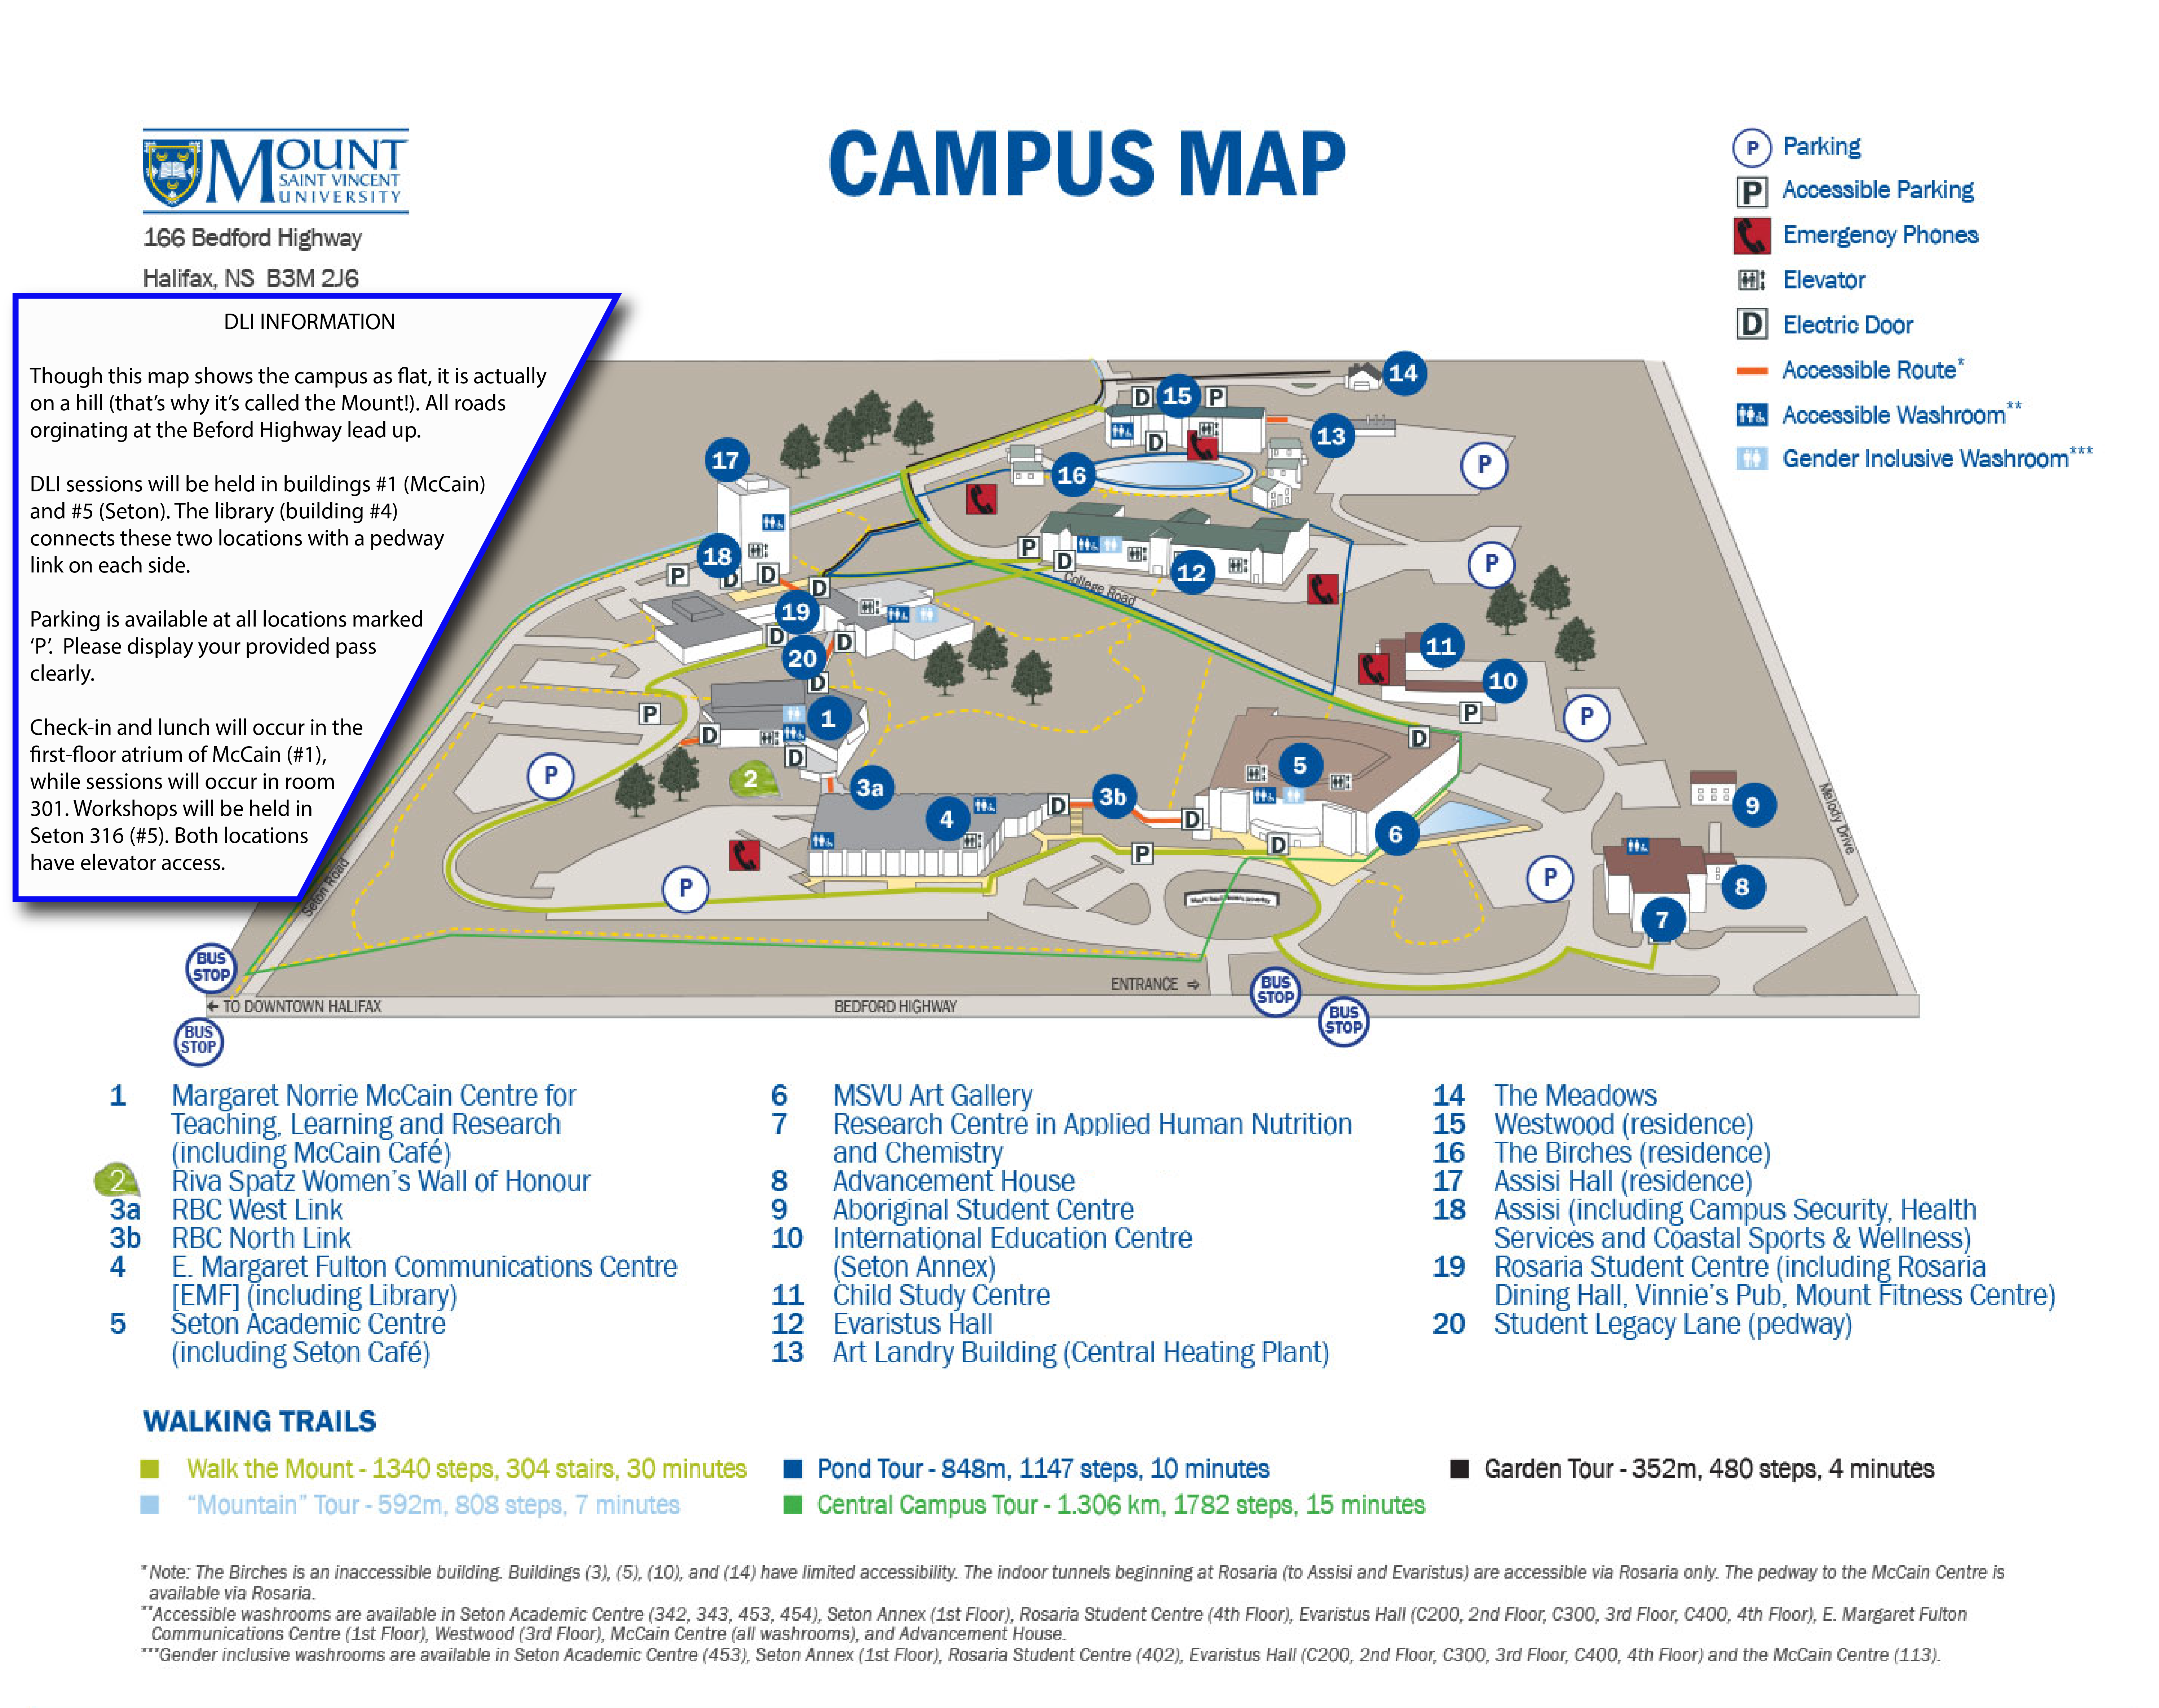 MOUNT
SAINT VINCENT
UNIVERSITY
166 Bedford Highway
Halifax, NS B3M 2J6
CAMPUS MAP
P Parking
P Accessible Parking
Emergency Phones
Elevator
D Electric Door
Accessible Route*
Accessible Washroom**
Gender Inclusive Washroom***
DLI INFORMATION
Though this map shows the campus as flat, it is actually
on a hill (that's why it's called the Mount!). All roads
orginating at the Beford Highway lead up.
DLI sessions will be held in buildings #1 (McCain)
and #5 (Seton). The library (building #4)
connects these two locations with a pedway
link on each side.
Parking is available at all locations marked
'P'. Please display your provided pass
clearly.
Check-in and lunch will occur in the
first-floor atrium of McCain (#1),
while sessions will occur in room
301. Workshops will be held in
Seton 316 (#5). Both locations
have elevator access.
14
D 15 P
13
D
P
17
16
P
18
P D D
P D
12
College Road
P
D
19
D D
20
D
11
10
P
P
P
1
D
D
D
5
P
2
3a
3b
4
D
D
6
9
Melody Drive
D
P
P
8
7
P
Seton Road
BUS
STOP
ENTRANCE ⇨
BUS
STOP
← TO DOWNTOWN HALIFAX
BEDFORD HIGHWAY
BUS
STOP
BUS
STOP
1 Margaret Norrie McCain Centre for
Teaching, Learning and Research
(including McCain Café)
2 Riva Spatz Women's Wall of Honour
3a RBC West Link
3b RBC North Link
4 E. Margaret Fulton Communications Centre
[EMF] (including Library)
5 Seton Academic Centre
(including Seton Café)
6 MSVU Art Gallery
7 Research Centre in Applied Human Nutrition
and Chemistry
8 Advancement House
9 Aboriginal Student Centre
10 International Education Centre
(Seton Annex)
11 Child Study Centre
12 Evaristus Hall
13 Art Landry Building (Central Heating Plant)
14 The Meadows
15 Westwood (residence)
16 The Birches (residence)
17 Assisi Hall (residence)
18 Assisi (including Campus Security, Health
Services and Coastal Sports & Wellness)
19 Rosaria Student Centre (including Rosaria
Dining Hall, Vinnie's Pub, Mount Fitness Centre)
20 Student Legacy Lane (pedway)
WALKING TRAILS
Walk the Mount - 1340 steps, 304 stairs, 30 minutes
"Mountain" Tour - 592m, 808 steps, 7 minutes
Pond Tour - 848m, 1147 steps, 10 minutes
Central Campus Tour - 1.306 km, 1782 steps, 15 minutes
Garden Tour - 352m, 480 steps, 4 minutes
*Note: The Birches is an inaccessible building. Buildings (3), (5), (10), and (14) have limited accessibility. The indoor tunnels beginning at Rosaria (to Assisi and Evaristus) are accessible via Rosaria only. The pedway to the McCain Centre is
available via Rosaria.
**Accessible washrooms are available in Seton Academic Centre (342, 343, 453, 454), Seton Annex (1st Floor), Rosaria Student Centre (4th Floor), Evaristus Hall (C200, 2nd Floor, C300, 3rd Floor, C400, 4th Floor), E. Margaret Fulton
Communications Centre (1st Floor), Westwood (3rd Floor), McCain Centre (all washrooms), and Advancement House.
***Gender inclusive washrooms are available in Seton Academic Centre (453), Seton Annex (1st Floor), Rosaria Student Centre (402), Evaristus Hall (C200, 2nd Floor, C300, 3rd Floor, C400, 4th Floor) and the McCain Centre (113).